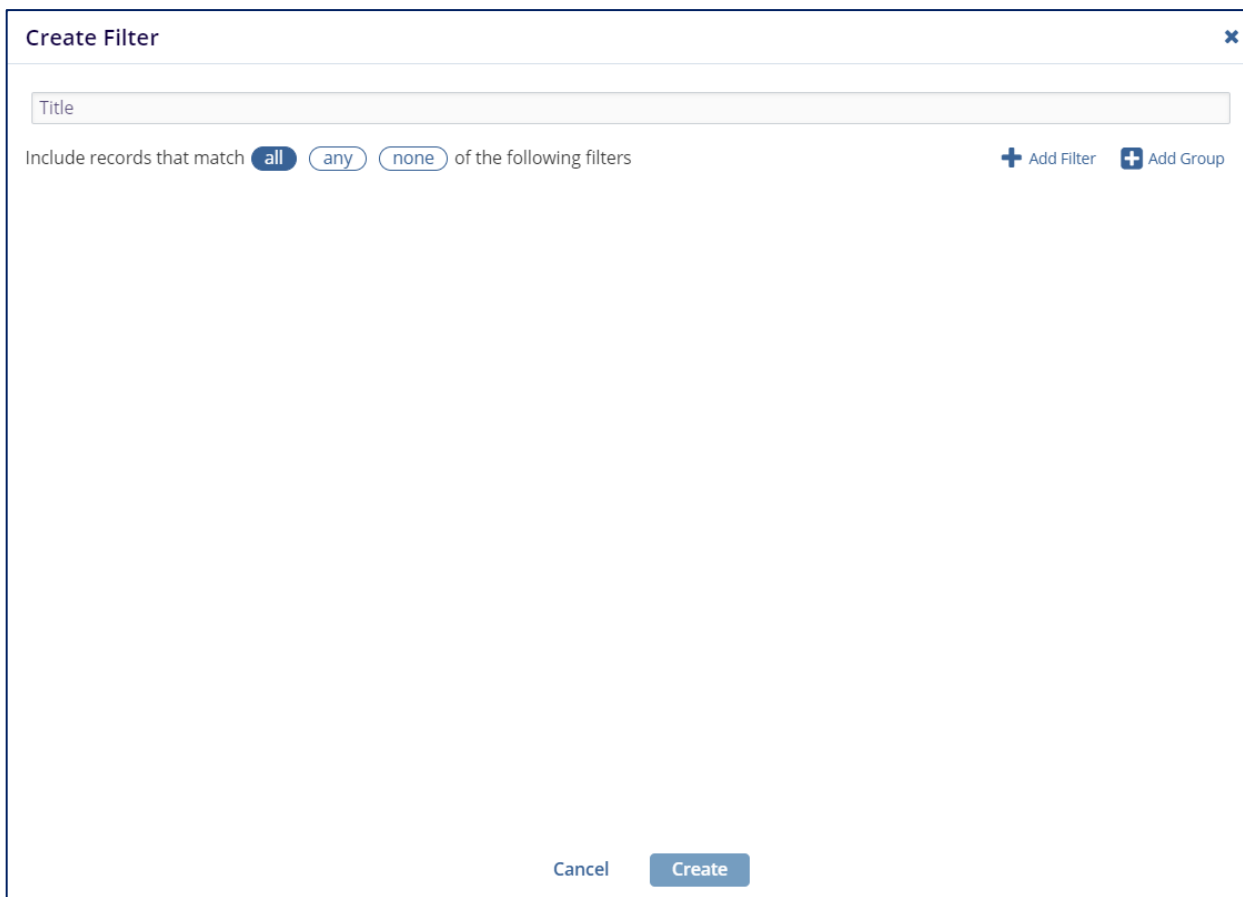 Create Filter
Title
Include records that match all any none of the following filters Add Filter Add Group
Cancel Create